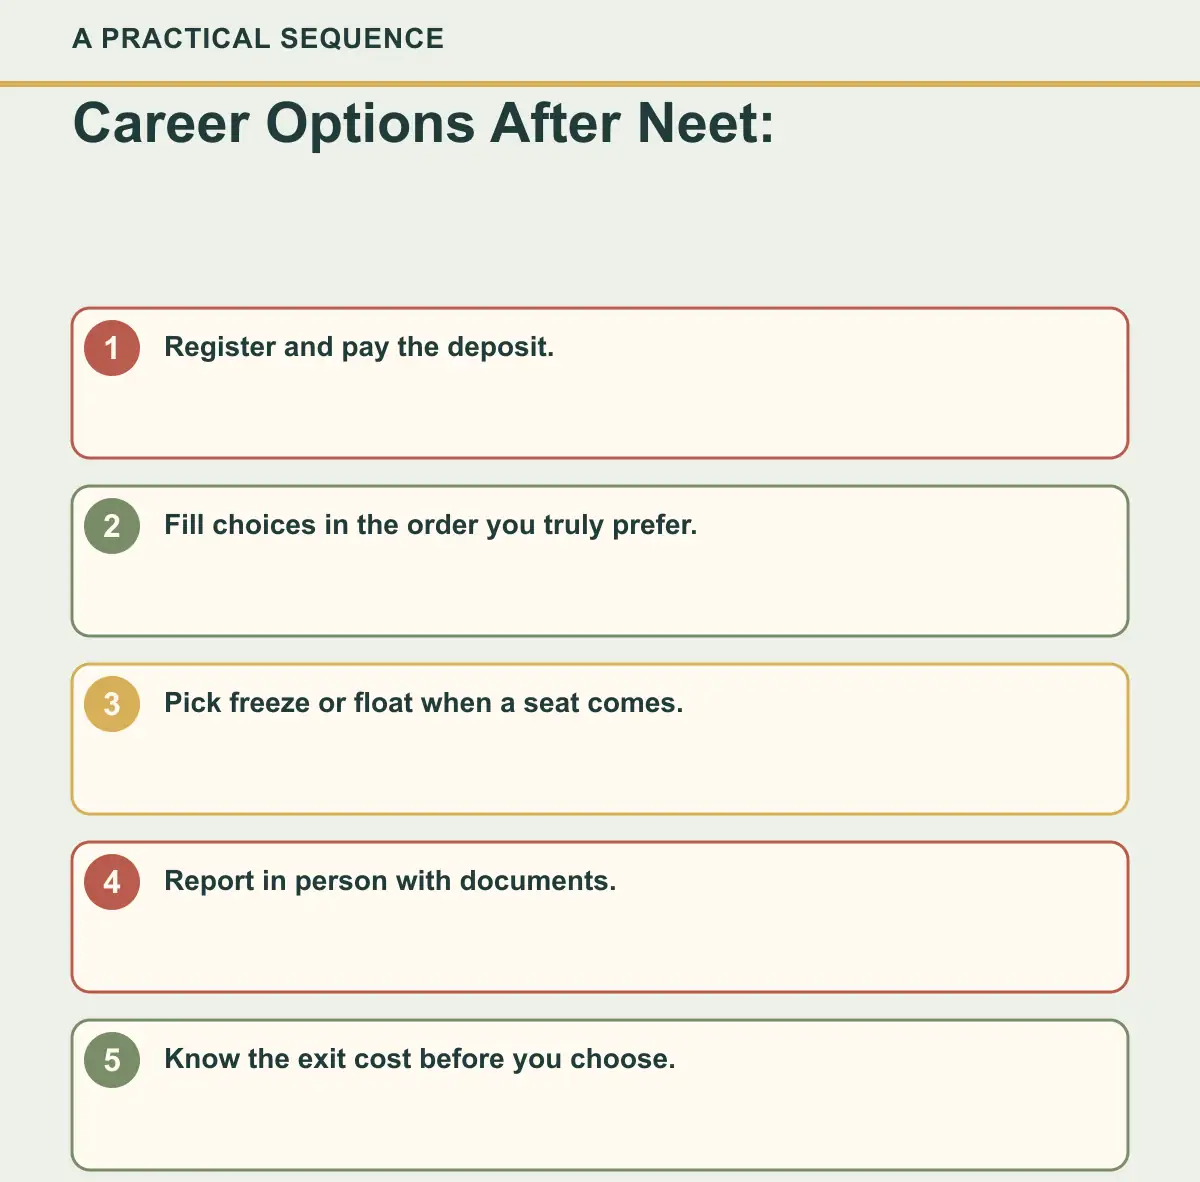 A PRACTICAL SEQUENCE
Career Options After Neet:
1 Register and pay the deposit.
2 Fill choices in the order you truly prefer.
3 Pick freeze or float when a seat comes.
4 Report in person with documents.
5 Know the exit cost before you choose.